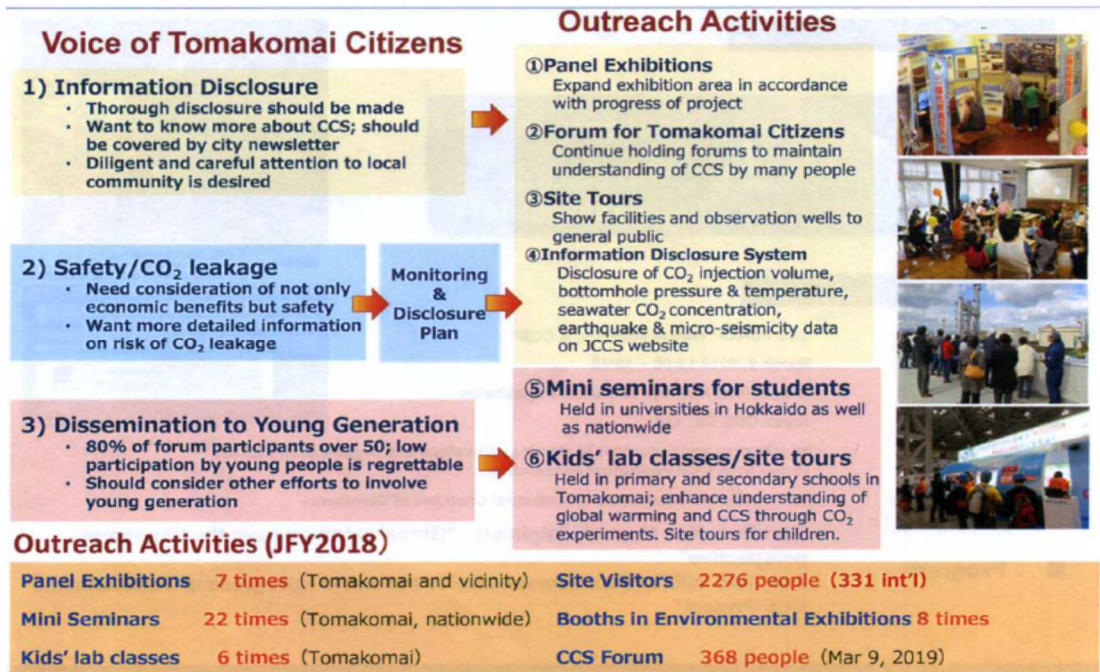 Voice of Tomakomai Citizens
1) Information Disclosure
・ Thorough disclosure should be made
・ Want to know more about CCS; should
be covered by city newsletter
・ Diligent and careful attention to local
community is desired
2) Safety/CO₂ leakage
・ Need consideration of not only
economic benefits but safety
・ Want more detailed information
on risk of CO₂ leakage
Monitoring
&
Disclosure
Plan
3) Dissemination to Young Generation
・ 80% of forum participants over 50; low
participation by young people is regrettable
・ Should consider other efforts to involve
young generation
Outreach Activities
①Panel Exhibitions
Expand exhibition area in accordance
with progress of project
②Forum for Tomakomai Citizens
Continue holding forums to maintain
understanding of CCS by many people
③Site Tours
Show facilities and observation wells to
general public
④Information Disclosure System
Disclosure of CO₂ injection volume,
bottomhole pressure & temperature,
seawater CO₂ concentration,
earthquake & micro-seismicity data
on JCCS website
⑤Mini seminars for students
Held in universities in Hokkaido as well
as nationwide
⑥Kids' lab classes/site tours
Held in primary and secondary schools in
Tomakomai; enhance understanding of
global warming and CCS through CO₂
experiments. Site tours for children.
Outreach Activities (JFY2018)
Panel Exhibitions 7 times (Tomakomai and vicinity)
Site Visitors 2276 people (331 int'l)
Mini Seminars 22 times (Tomakomai, nationwide)
Booths in Environmental Exhibitions 8 times
Kids' lab classes 6 times (Tomakomai)
CCS Forum 368 people (Mar 9, 2019)